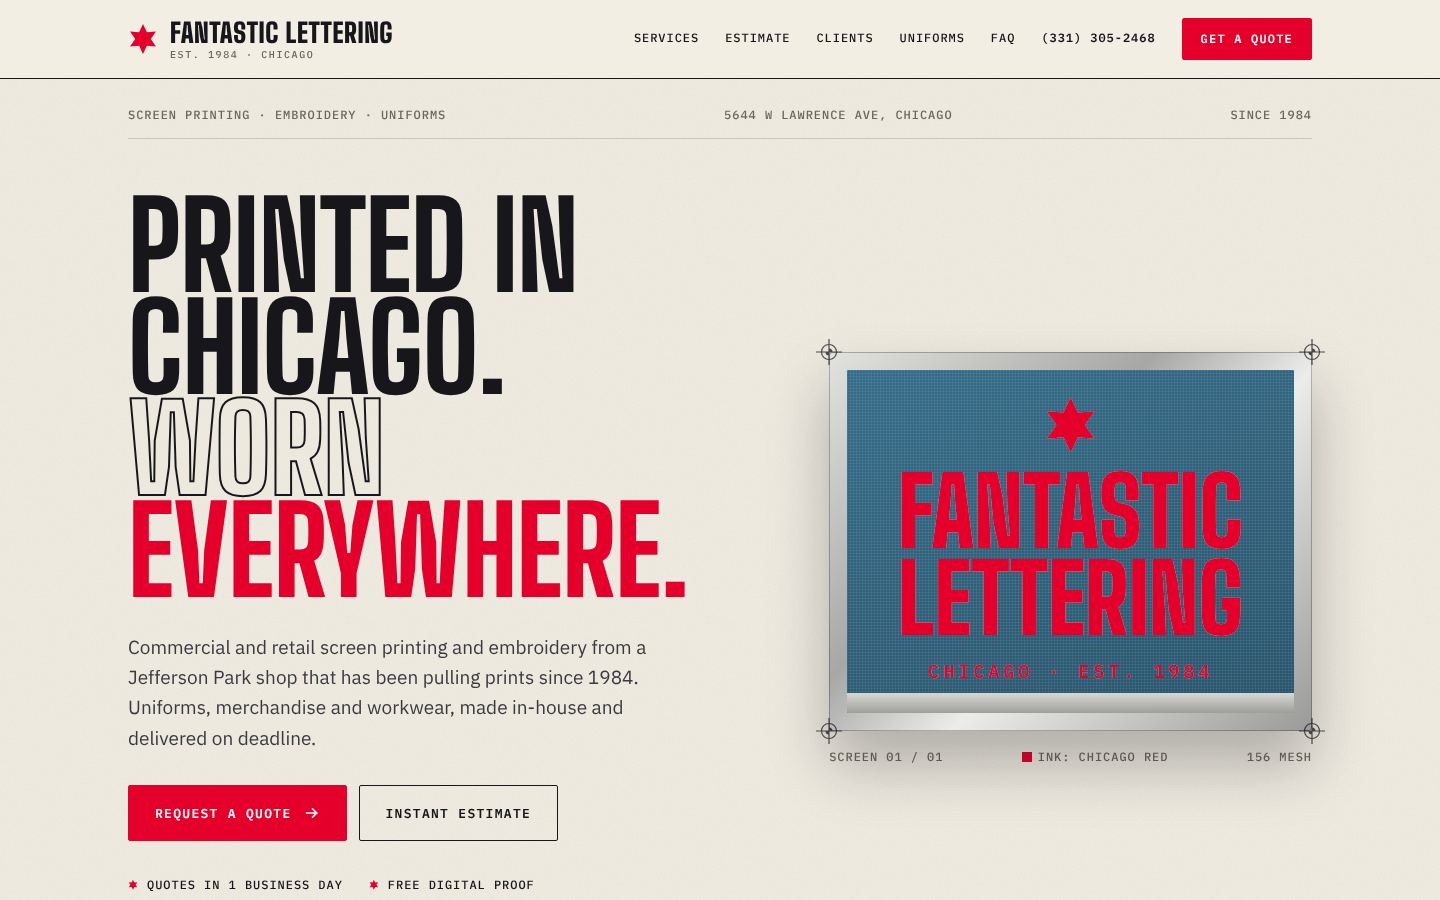 FANTASTIC LETTERING
EST. 1984 · CHICAGO
SERVICES
ESTIMATE
CLIENTS
UNIFORMS
FAQ
(331) 305-2468
GET A QUOTE
SCREEN PRINTING · EMBROIDERY · UNIFORMS
5644 W LAWRENCE AVE, CHICAGO
SINCE 1984
PRINTED IN
CHICAGO.
WORN
EVERYWHERE.
Commercial and retail screen printing and embroidery from a
Jefferson Park shop that has been pulling prints since 1984.
Uniforms, merchandise and workwear, made in-house and
delivered on deadline.
REQUEST A QUOTE →
INSTANT ESTIMATE
QUOTES IN 1 BUSINESS DAY
FREE DIGITAL PROOF
FANTASTIC
LETTERING
CHICAGO · EST. 1984
SCREEN 01 / 01
INK: CHICAGO RED
156 MESH